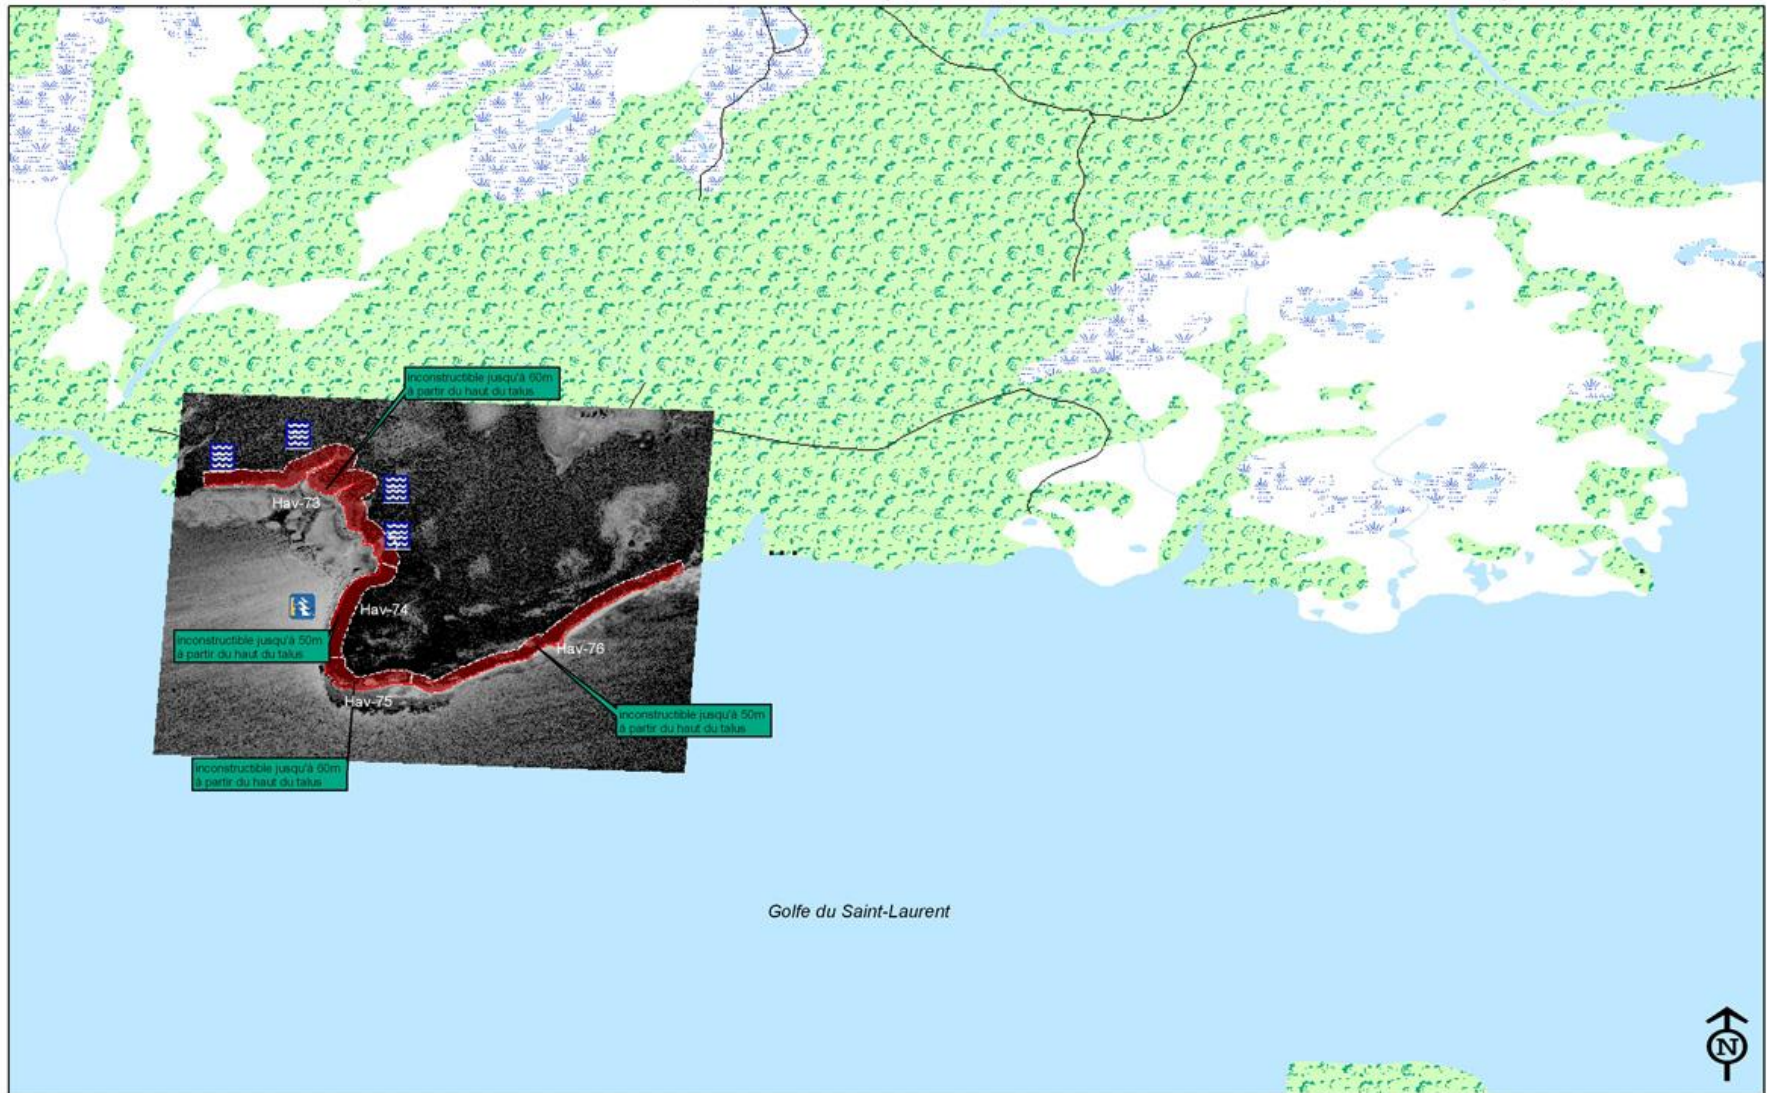 inconstructible jusqu'à 60m
à partir du haut du talus
Hav-73
Hav-74
inconstructible jusqu'à 50m
à partir du haut du talus
Hav-76
Hav-75
inconstructible jusqu'à 50m
à partir du haut du talus
inconstructible jusqu'à 60m
à partir du haut du talus
Golfe du Saint-Laurent
N